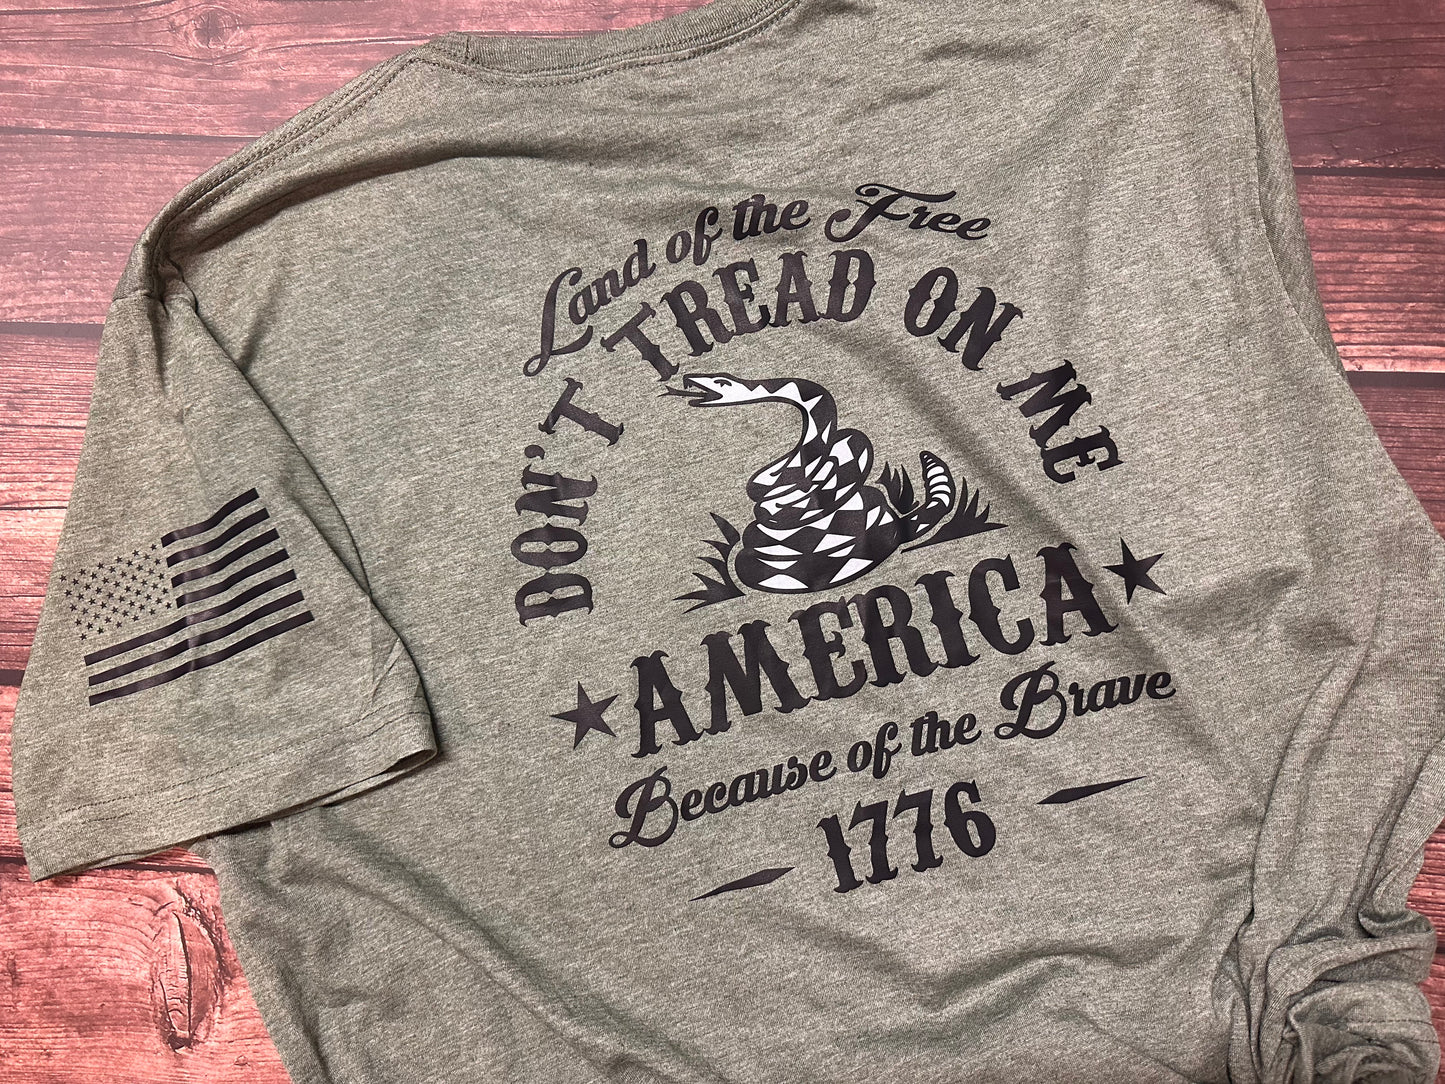 Land of the Free
DON'T TREAD ON ME
AMERICA
Because of the Brave
1776